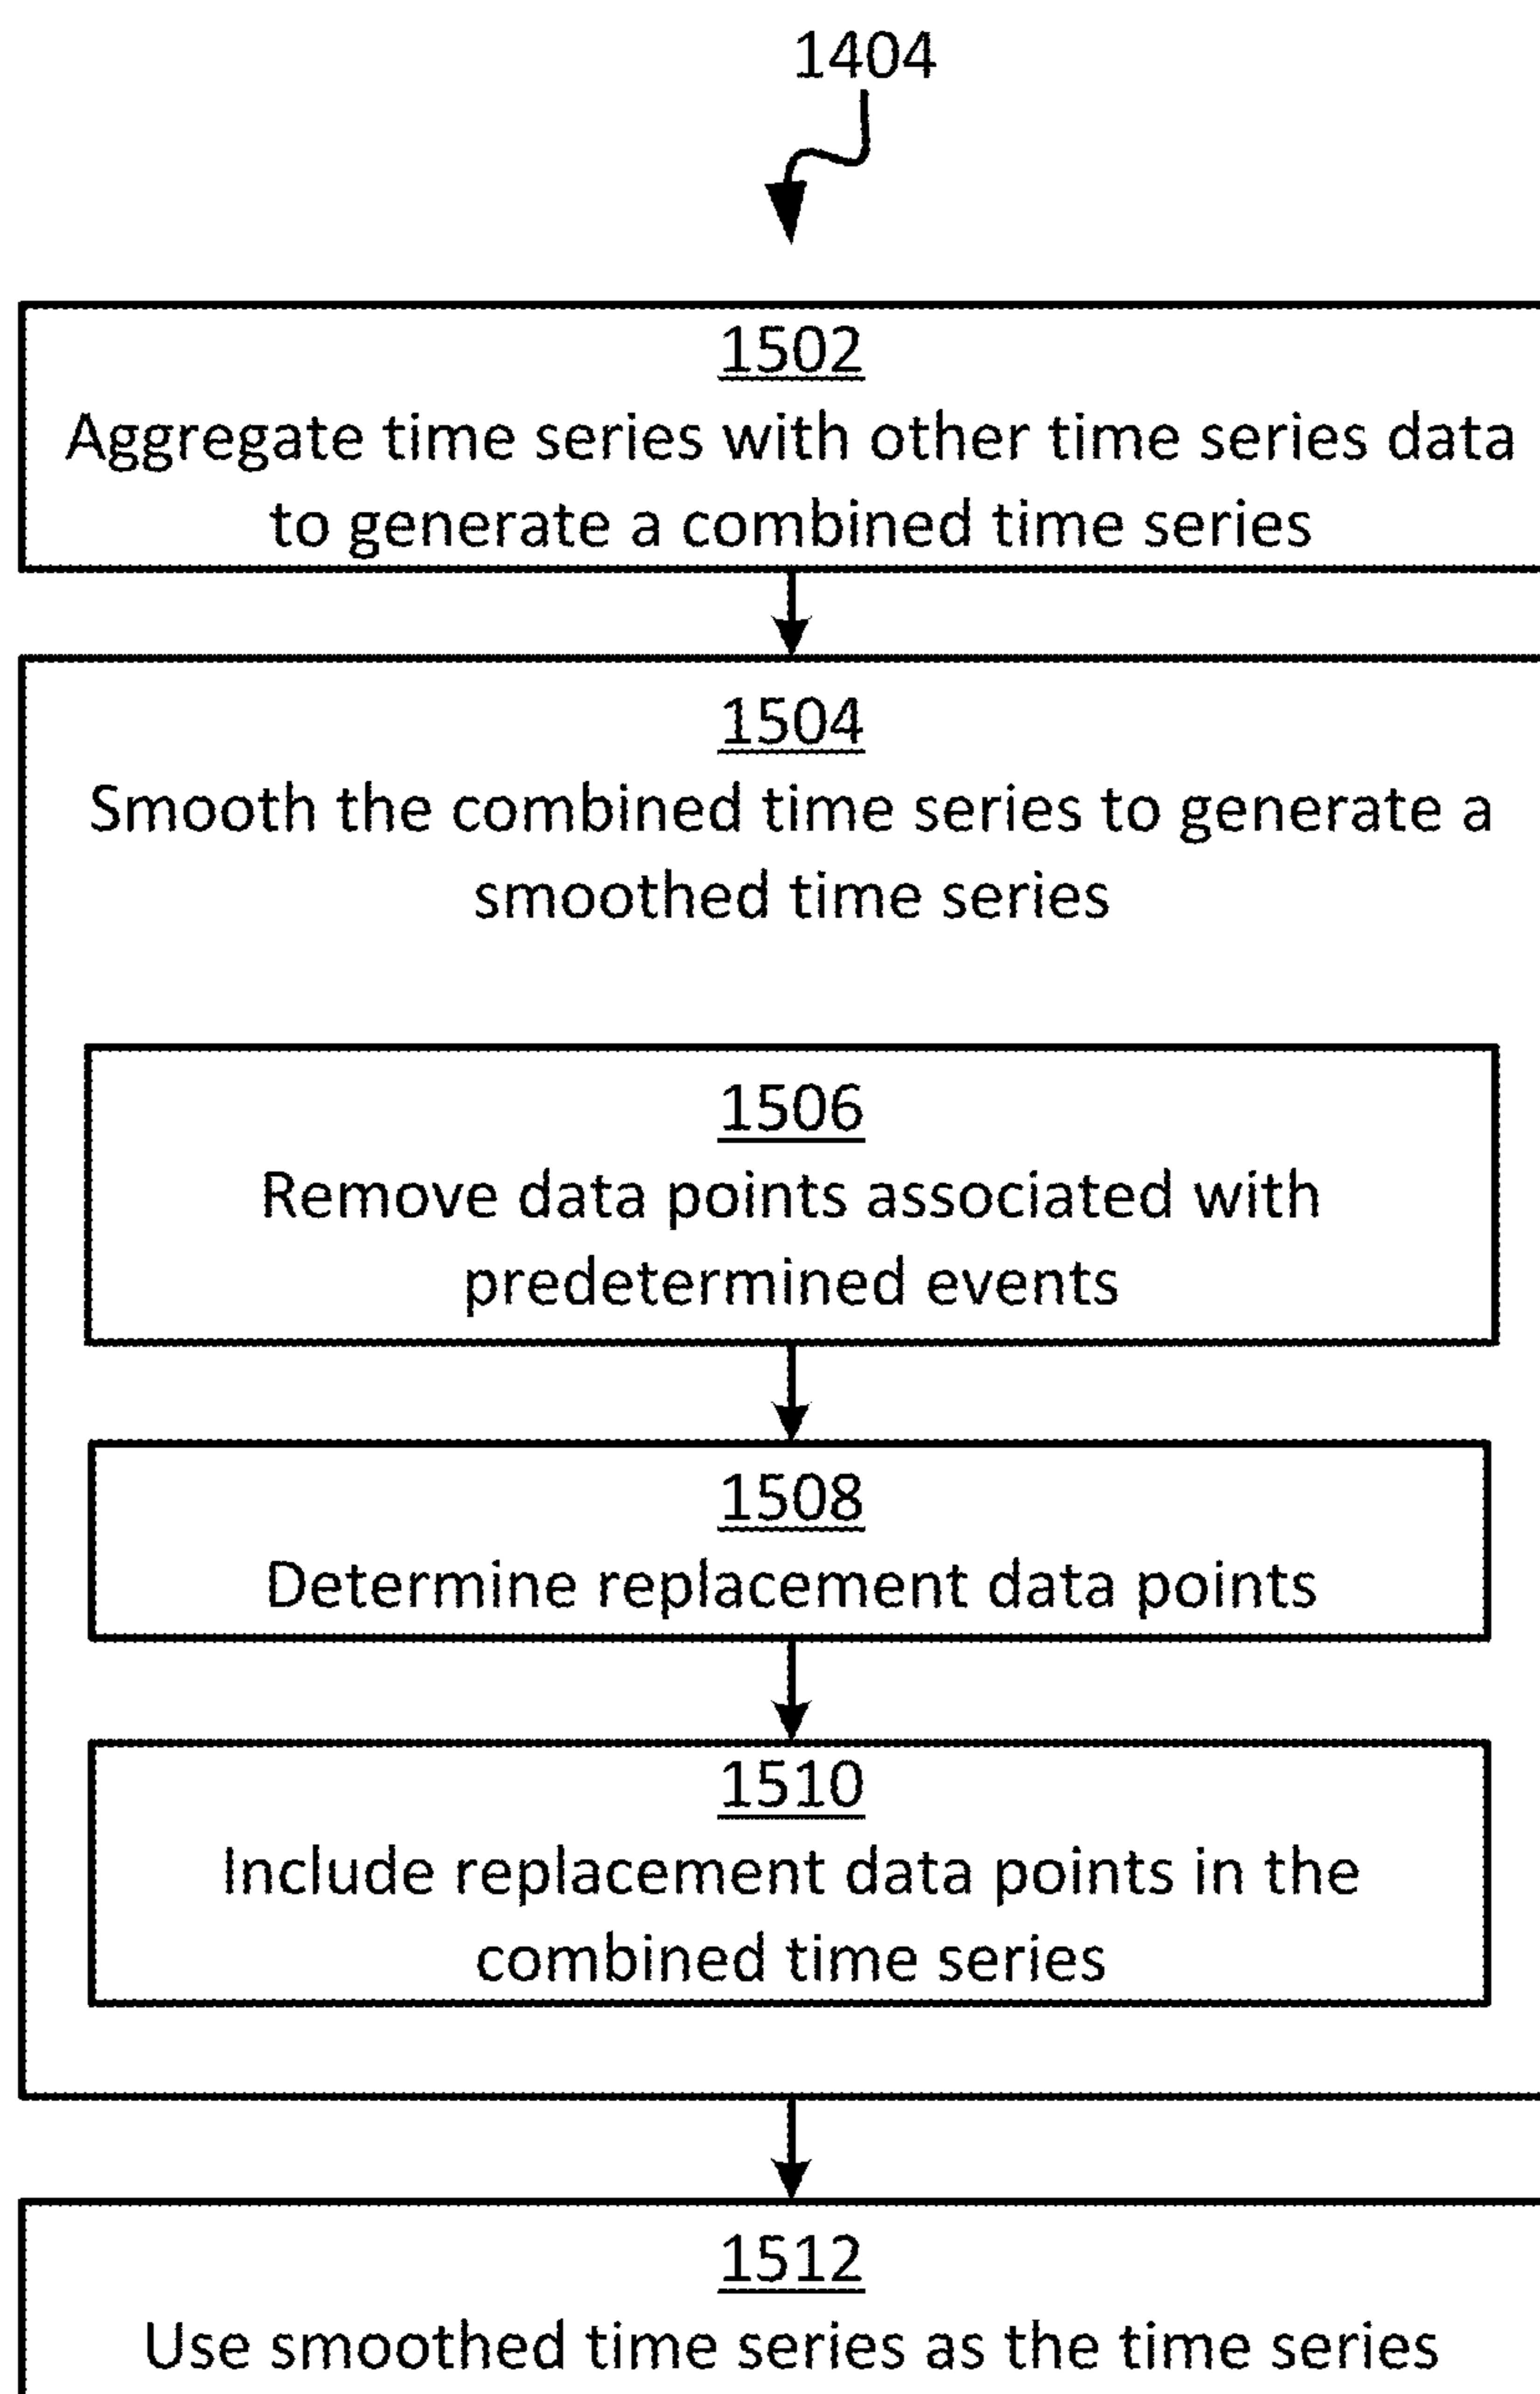 1404
1502
Aggregate time series with other time series data
to generate a combined time series
1504
Smooth the combined time series to generate a
smoothed time series
1506
Remove data points associated with
predetermined events
1508
Determine replacement data points
1510
Include replacement data points in the
combined time series
1512
Use smoothed time series as the time series